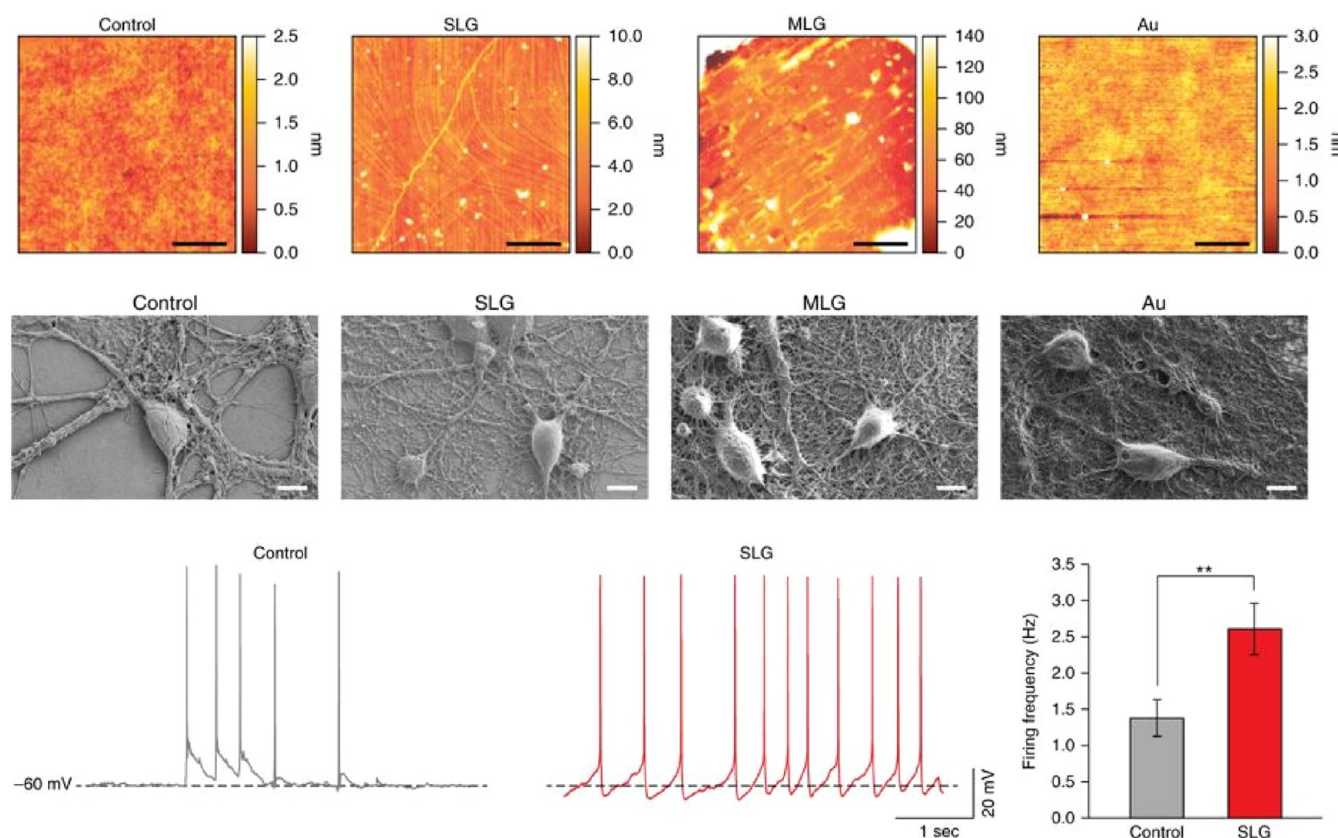 Control
2.5
2.0
1.5
1.0
0.5
0.0
nm
SLG
10.0
8.0
6.0
4.0
2.0
0.0
nm
MLG
140
120
100
80
60
40
20
0
nm
Au
3.0
2.5
2.0
1.5
1.0
0.5
0.0
nm
Control
SLG
MLG
Au
Control
−60 mV
SLG
20 mV
1 sec
Firing frequency (Hz)
3.5
3.0
2.5
2.0
1.5
1.0
0.5
0.0
**
Control
SLG